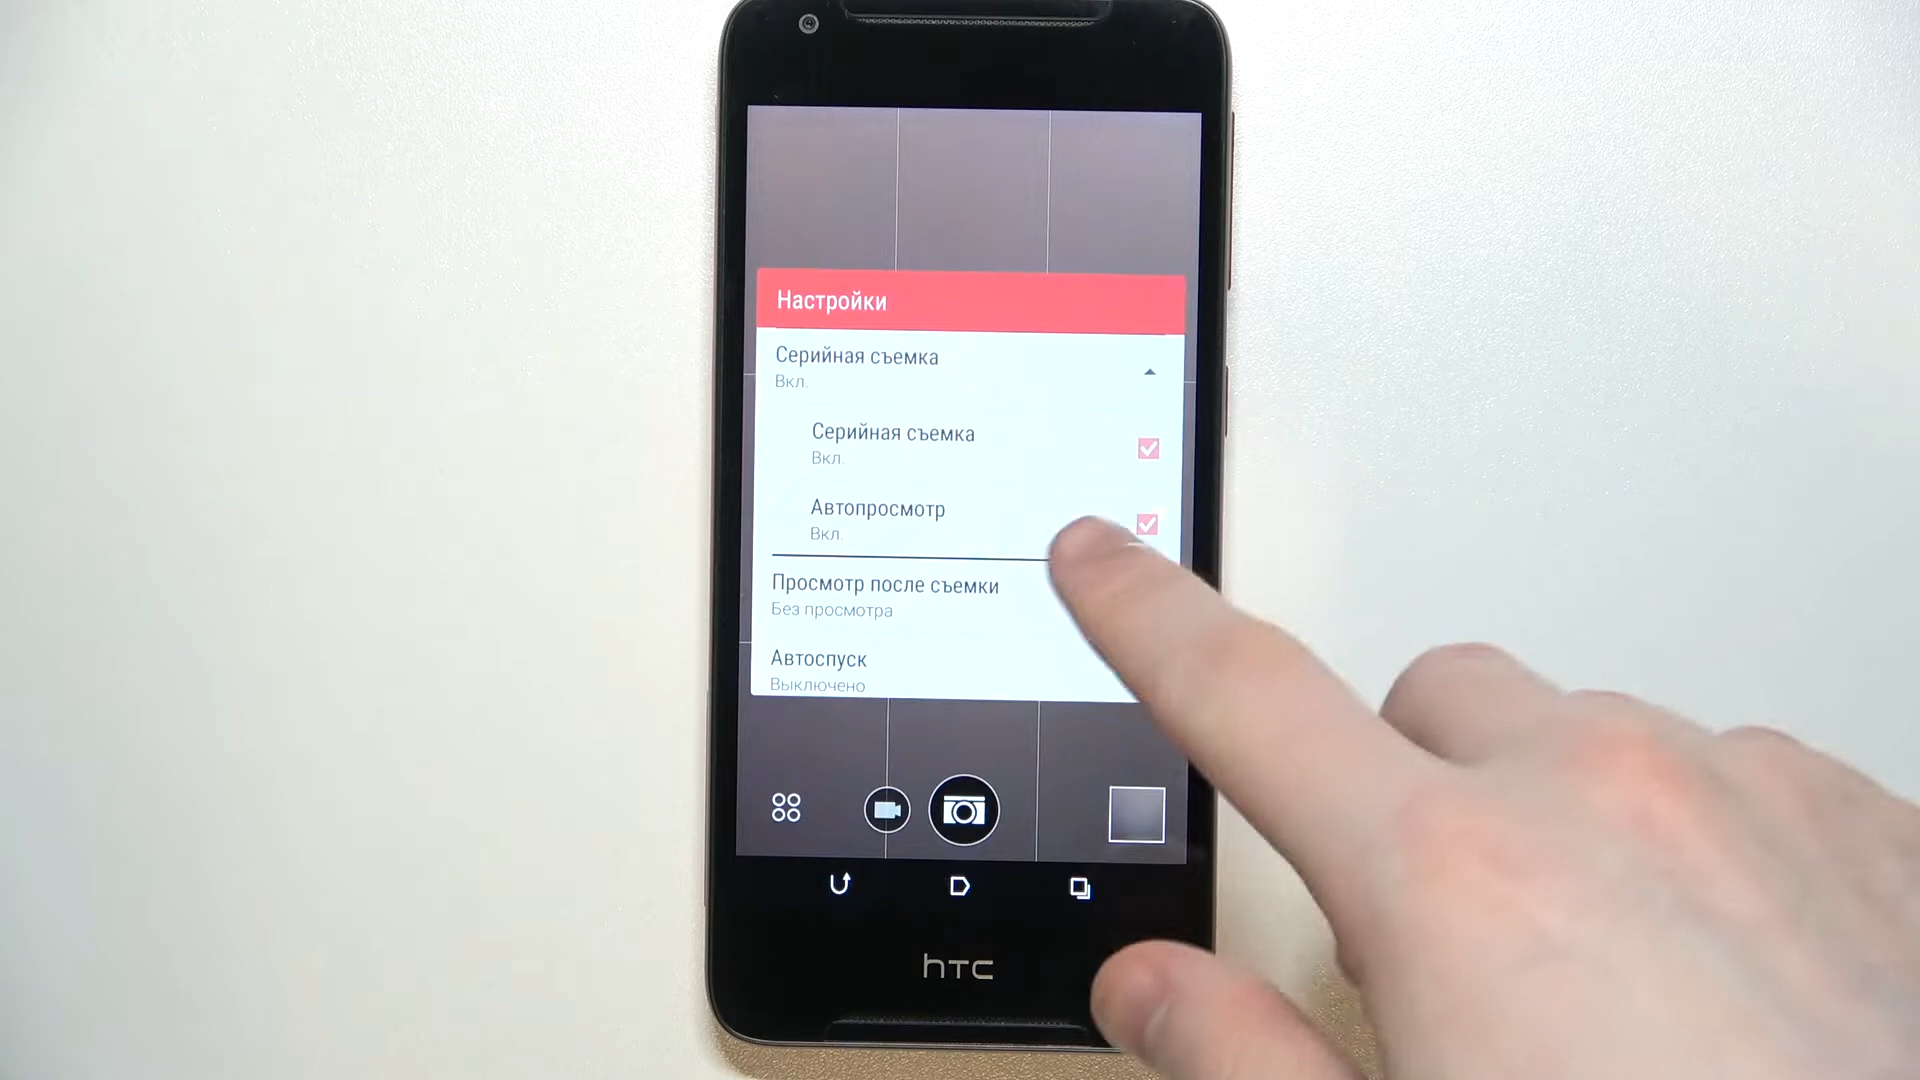 Настройки
Серийная съемка
Вкл.
Серийная съемка
Вкл.
Автопросмотр
Вкл.
Просмотр после съемки
Без просмотра
Автоспуск
Выключено
hTC